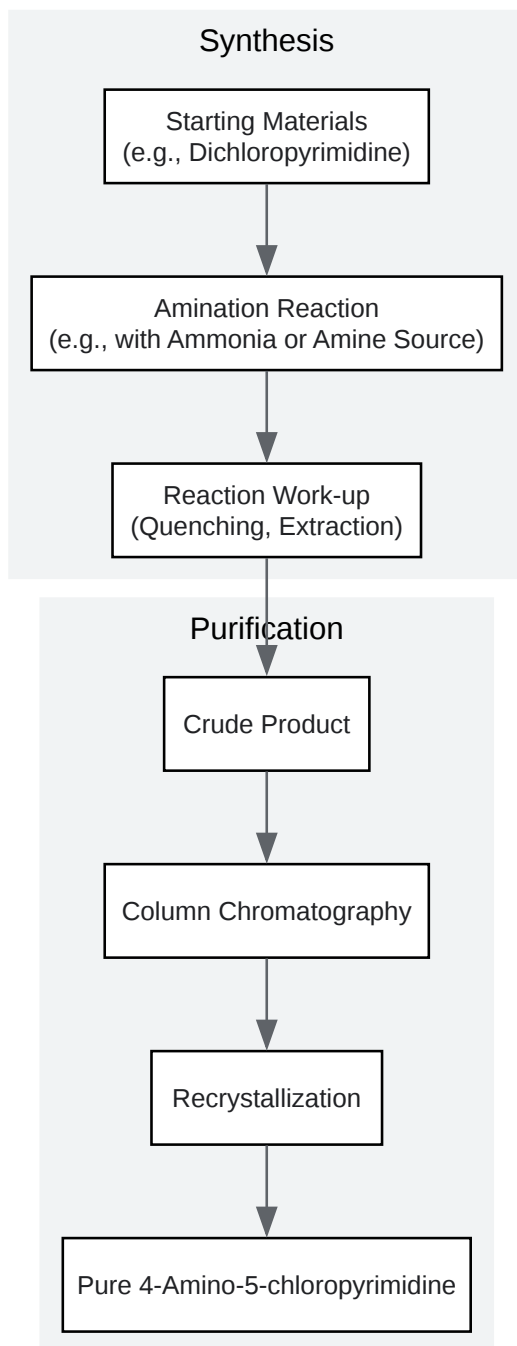 Synthesis
Starting Materials
(e.g., Dichloropyrimidine)
Amination Reaction
(e.g., with Ammonia or Amine Source)
Reaction Work-up
(Quenching, Extraction)
Purification
Crude Product
Column Chromatography
Recrystallization
Pure 4-Amino-5-chloropyrimidine